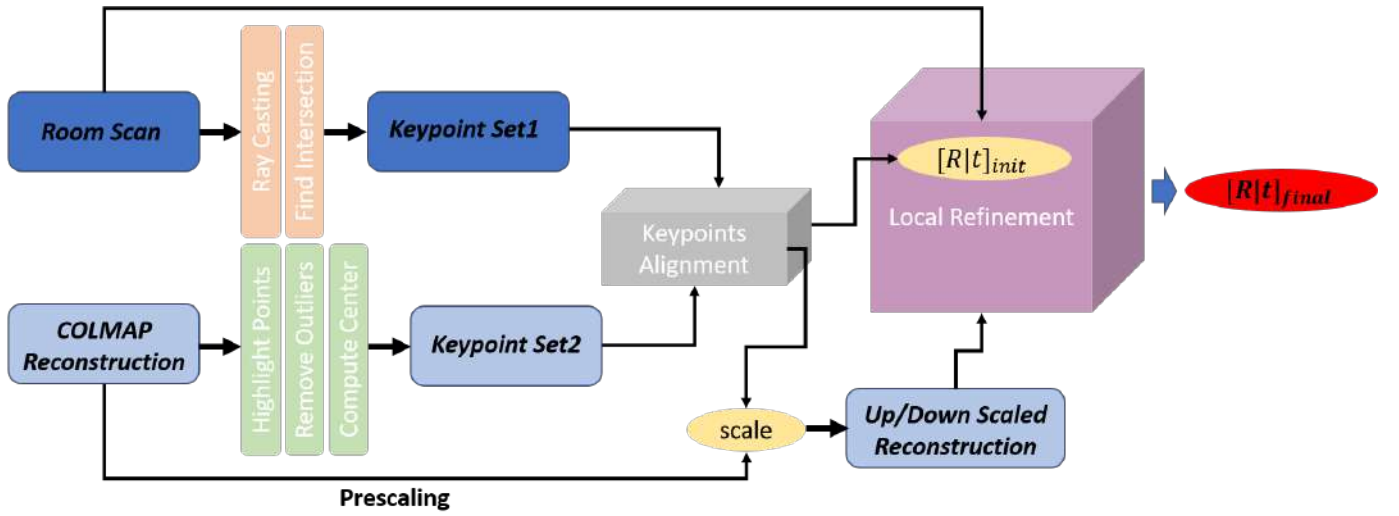 Room Scan
Ray Casting
Find Intersection
Keypoint Set1
[R|t]init
Local Refinement
[R|t]final
Keypoints
Alignment
COLMAP
Reconstruction
Highlight Points
Remove Outliers
Compute Center
Keypoint Set2
scale
Up/Down Scaled
Reconstruction
Prescaling